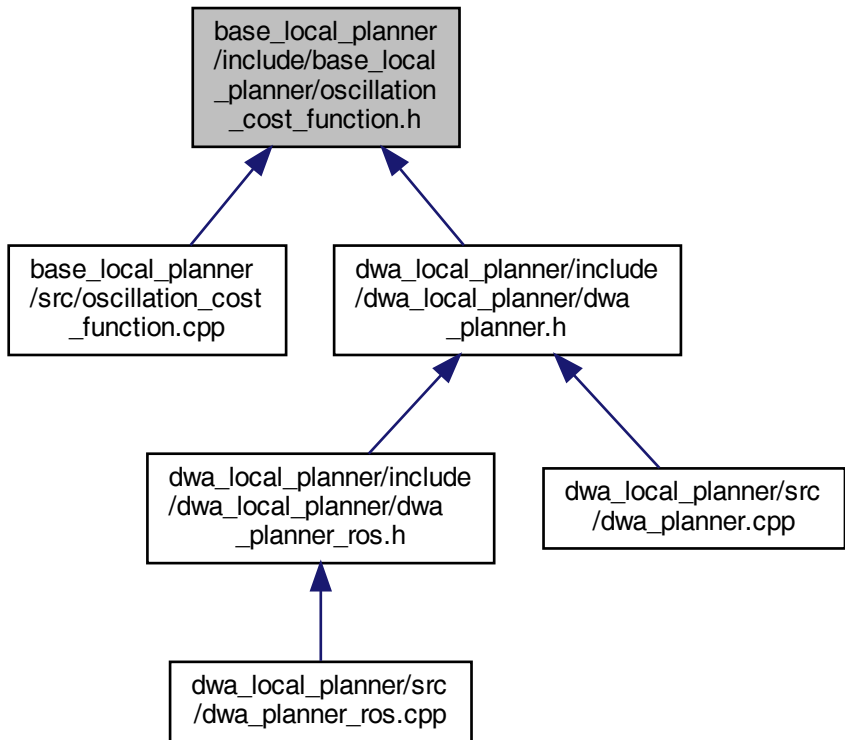 base_local_planner
/include/base_local
_planner/oscillation
_cost_function.h
base_local_planner
/src/oscillation_cost
_function.cpp
dwa_local_planner/include
/dwa_local_planner/dwa
_planner.h
dwa_local_planner/include
/dwa_local_planner/dwa
_planner_ros.h
dwa_local_planner/src
/dwa_planner.cpp
dwa_local_planner/src
/dwa_planner_ros.cpp